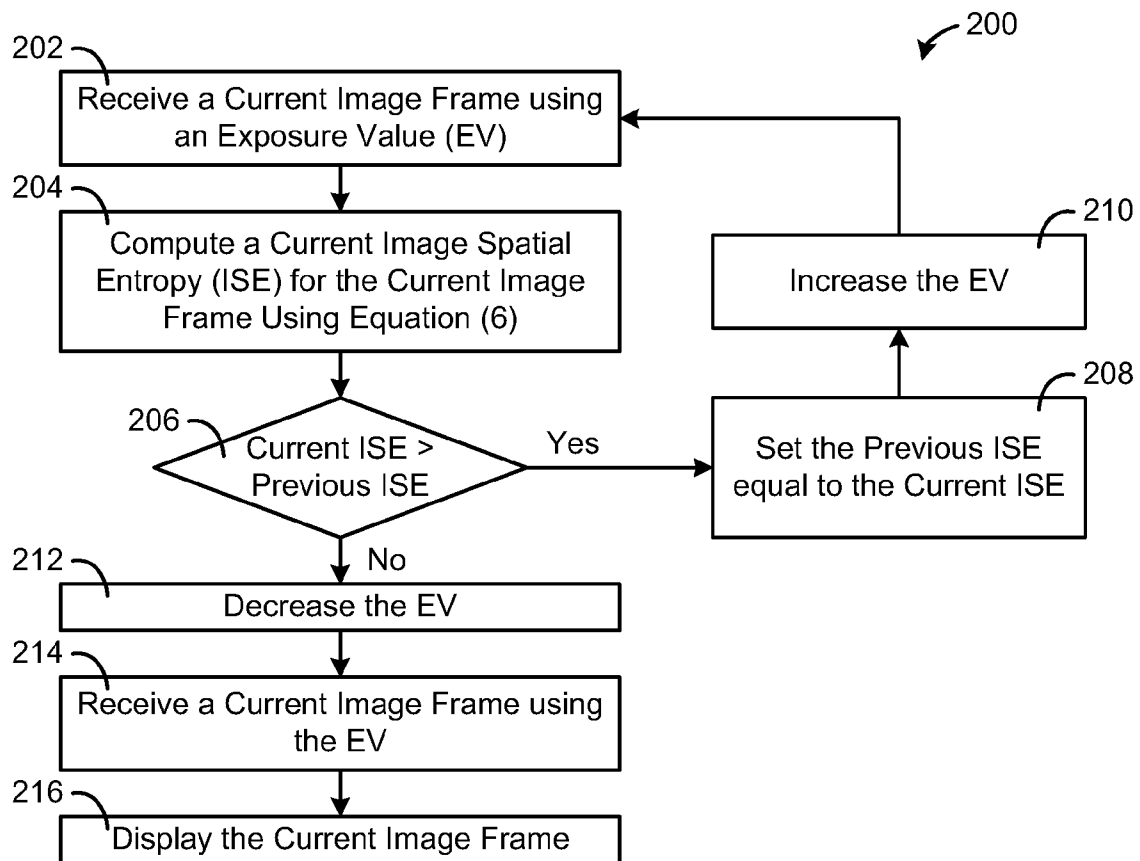 200
202
Receive a Current Image Frame using
an Exposure Value (EV)
204
Compute a Current Image Spatial
Entropy (ISE) for the Current Image
Frame Using Equation (6)
206
Current ISE >
Previous ISE
Yes
208
Set the Previous ISE
equal to the Current ISE
210
Increase the EV
No
212
Decrease the EV
214
Receive a Current Image Frame using
the EV
216
Display the Current Image Frame